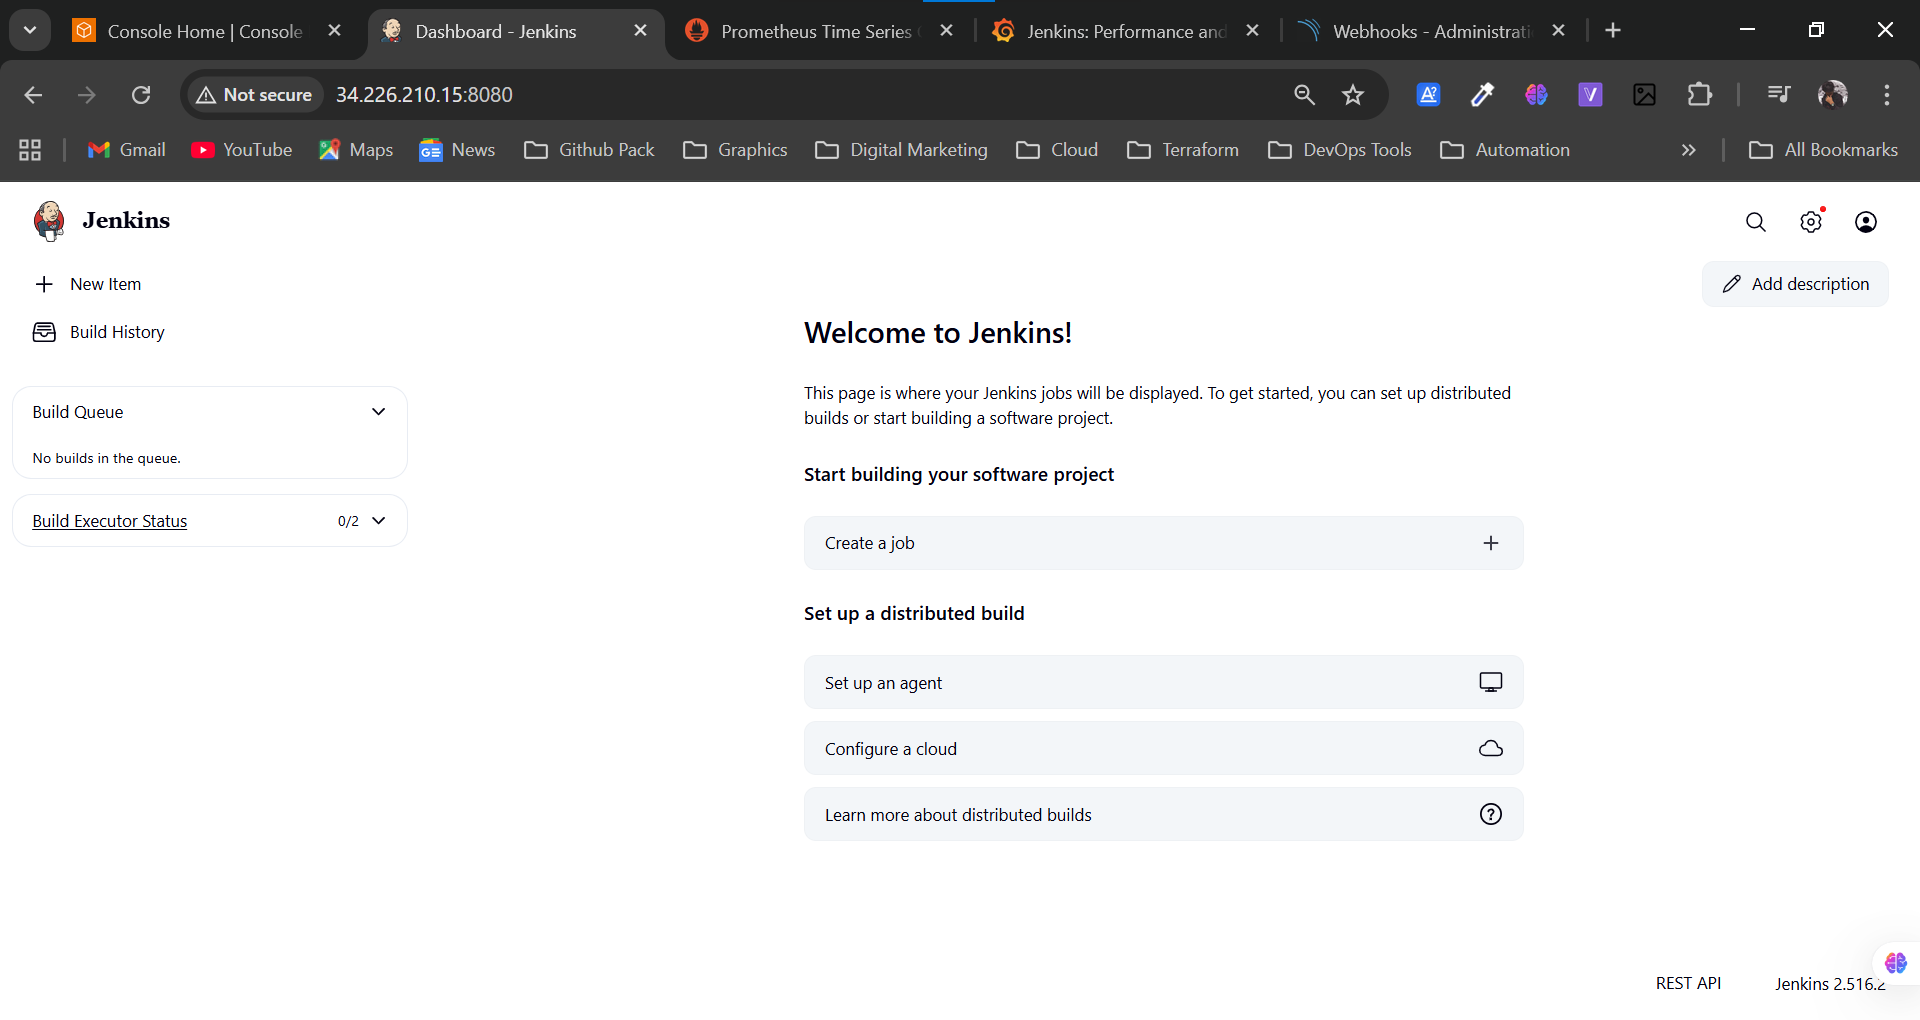 Console Home | Console
Dashboard - Jenkins
Prometheus Time Series
Jenkins: Performance and
Webhooks - Administrati
Not secure
34.226.210.15:8080
Gmail
YouTube
Maps
News
Github Pack
Graphics
Digital Marketing
Cloud
Terraform
DevOps Tools
Automation
All Bookmarks
Jenkins
New Item
Add description
Build History
Welcome to Jenkins!
This page is where your Jenkins jobs will be displayed. To get started, you can set up distributed
builds or start building a software project.
Build Queue
No builds in the queue.
Build Executor Status
0/2
Start building your software project
Create a job
Set up a distributed build
Set up an agent
Configure a cloud
Learn more about distributed builds
REST API
Jenkins 2.516.2